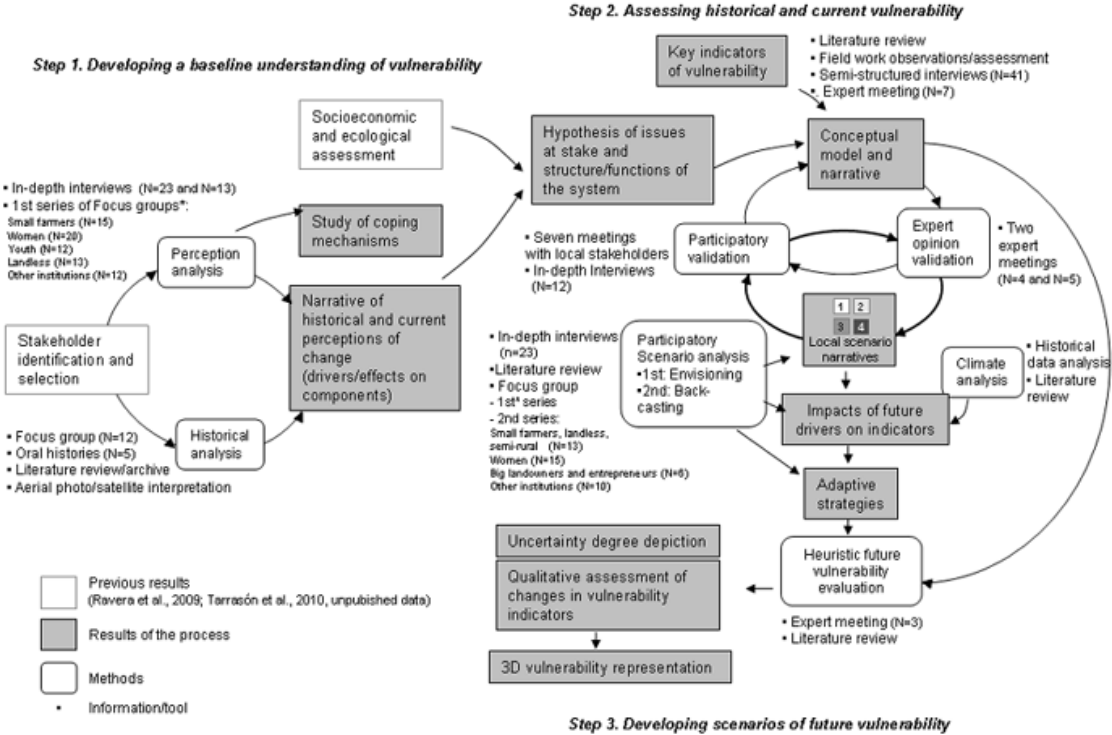 Step 2. Assessing historical and current vulnerability
Key indicators
of vulnerability
▪ Literature review
▪ Field work observations/assessment
▪ Semi-structured interviews (N=41)
▪ Expert meeting (N=7)
Step 1. Developing a baseline understanding of vulnerability
Socioeconomic
and ecological
assessment
Hypothesis of issues
at stake and
structure/functions of
the system
Conceptual
model and
narrative
▪ In-depth interviews (N=23 and N=13)
▪ 1st series of Focus groups*:
Small farmers (N=15)
Women (N=20)
Youth (N=12)
Landless (N=13)
Other institutions (N=12)
Perception
analysis
Study of coping
mechanisms
▪ Seven meetings
with local stakeholders
▪ In-depth Interviews
(N=12)
Participatory
validation
Expert
opinion
validation
▪ Two
expert
meetings
(N=4 and N=5)
Stakeholder
identification and
selection
Narrative of
historical and current
perceptions of
change
(drivers/effects on
components)
1 2
3 4
Local scenario
narratives
▪ In-depth interviews
(n=23)
▪Literature review
▪ Focus group
- 1st* series
- 2nd series:
Small farmers, landless,
semi-rural (N=13)
Women (N=15)
Big landowners and entrepreneurs (N=6)
Other institutions (N=10)
Participatory
Scenario analysis
▪1st: Envisioning
▪2nd: Back-
casting
Climate
analysis
▪ Historical
data analysis
▪ Literature
review
Impacts of future
drivers on indicators
▪ Focus group (N=12)
▪ Oral histories (N=5)
▪ Literature review/archive
▪ Aerial photo/satellite interpretation
Historical
analysis
Adaptive
strategies
Uncertainty degree depiction
Qualitative assessment of
changes in vulnerability
indicators
Heuristic future
vulnerability
evaluation
▪ Expert meeting (N=3)
▪ Literature review
3D vulnerability representation
Previous results
(Ravera et al., 2009; Tarrasón et al., 2010, unpubished data)
Results of the process
Methods
▪ Information/tool
Step 3. Developing scenarios of future vulnerability